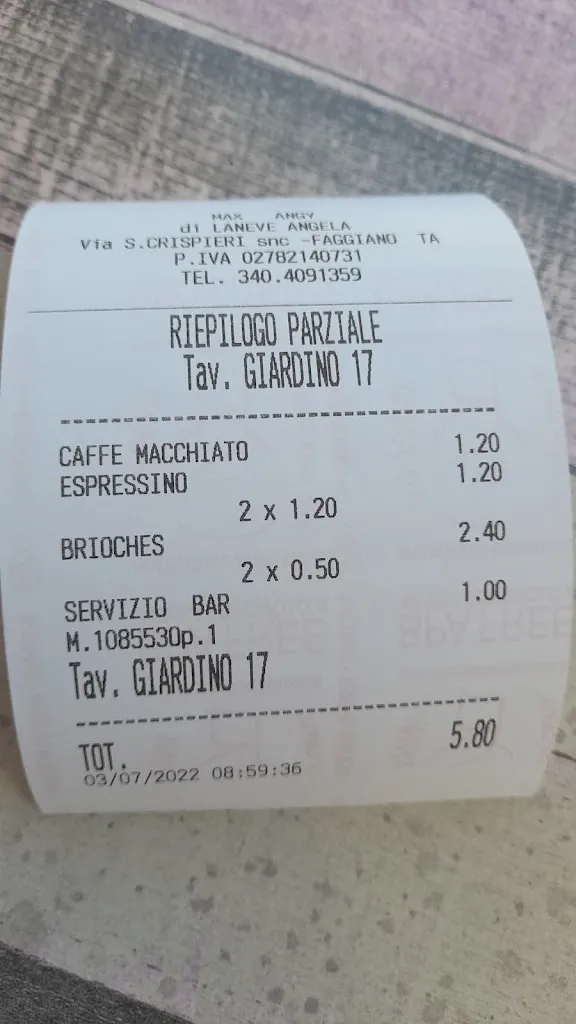 MAX ANGY
di LANEVE ANGELA
Via S.CRISPIERI snc -FAGGIANO TA
P.IVA 02782140731
TEL. 340.4091359
RIEPILOGO PARZIALE
Tav. GIARDINO 17
CAFFE MACCHIATO 1.20
ESPRESSINO 1.20
2 x 1.20
BRIOCHES 2.40
2 x 0.50
SERVIZIO BAR 1.00
M.1085530p.1
Tav. GIARDINO 17
TOT. 5.80
03/07/2022 08:59:36